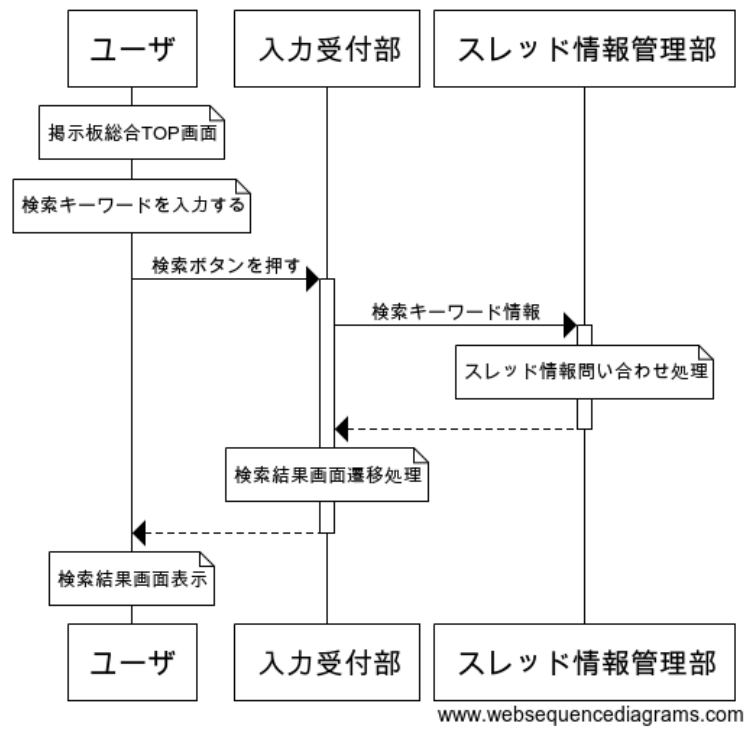 ユーザ
入力受付部
スレッド情報管理部
掲示板総合TOP画面
検索キーワードを入力する
検索ボタンを押す
検索キーワード情報
スレッド情報問い合わせ処理
検索結果画面遷移処理
検索結果画面表示
ユーザ
入力受付部
スレッド情報管理部
www.websequencediagrams.com